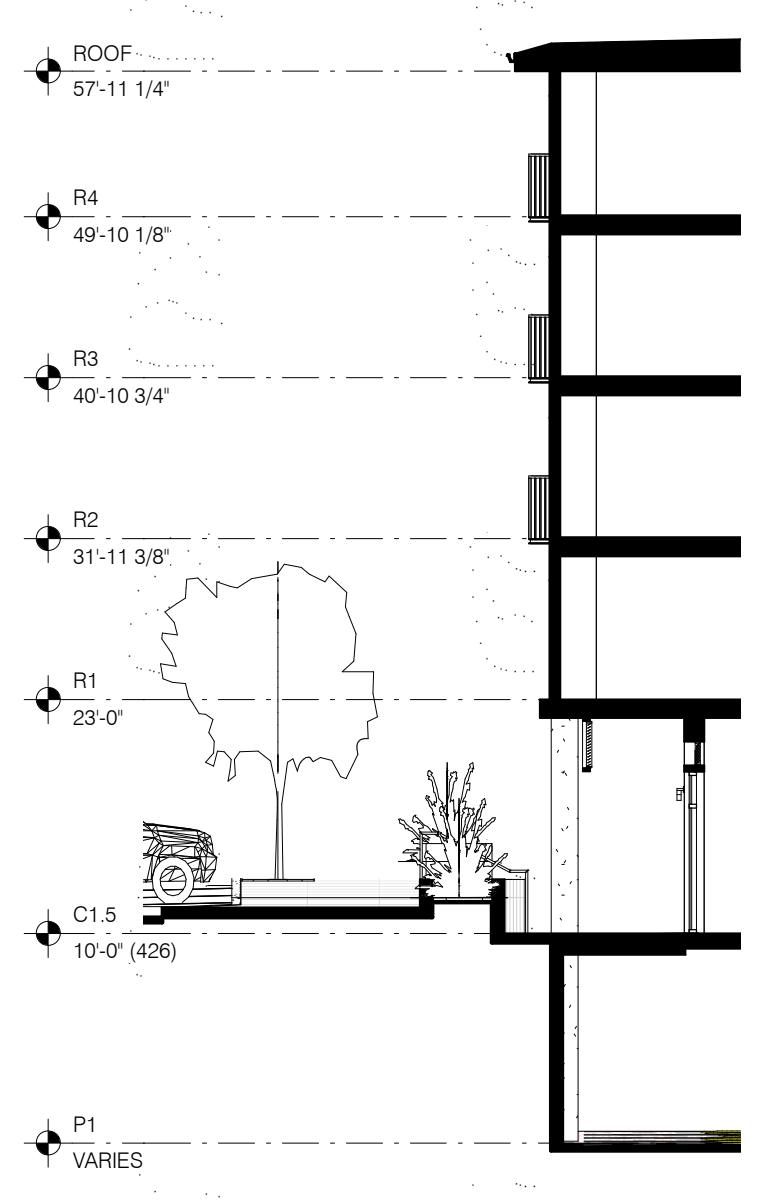 ROOF
57'-11 1/4"
R4
49'-10 1/8"
R3
40'-10 3/4"
R2
31'-11 3/8"
R1
23'-0"
C1.5
10'-0" (426)
P1
VARIES